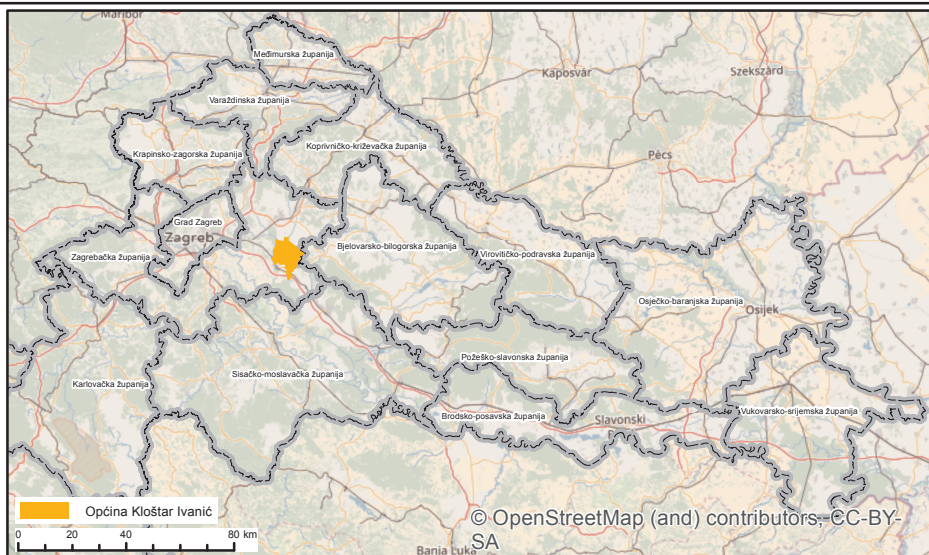 Maribor
Međimurska županija
Kaposvár
Szekszárd
Varaždinska županija
Koprivničko-križevačka županija
Krapinsko-zagorska županija
Pécs
Grad Zagreb
Zagreb
Bjelovarsko-bilogorska županija
Zagrebačka županija
Virovitičko-podravska županija
Osječko-baranjska županija
Osijek
Požeško-slavonska županija
Sisačko-moslavačka županija
Karlovačka županija
Brodsko-posavska županija
Slavonski
Vukovarsko-srijemska županija
Općina Kloštar Ivanić
0 20 40 80 km
© OpenStreetMap (and) contributors, CC-BY-
SA
Banja Luka